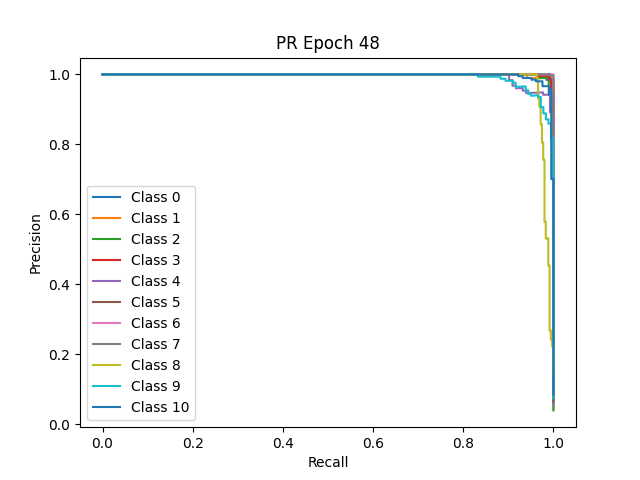 PR Epoch 48
1.0
0.8
0.6
0.4
0.2
0.0
Precision
Class 0
Class 1
Class 2
Class 3
Class 4
Class 5
Class 6
Class 7
Class 8
Class 9
Class 10
0.0 0.2 0.4 0.6 0.8 1.0
Recall